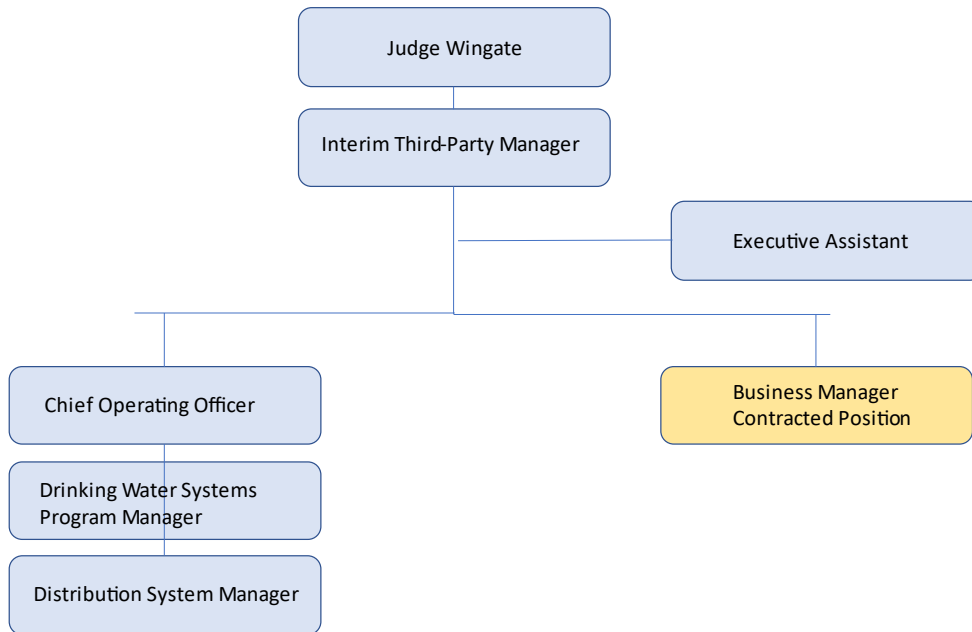 Judge Wingate
Interim Third-Party Manager
Executive Assistant
Chief Operating Officer
Business Manager
Contracted Position
Drinking Water Systems
Program Manager
Distribution System Manager